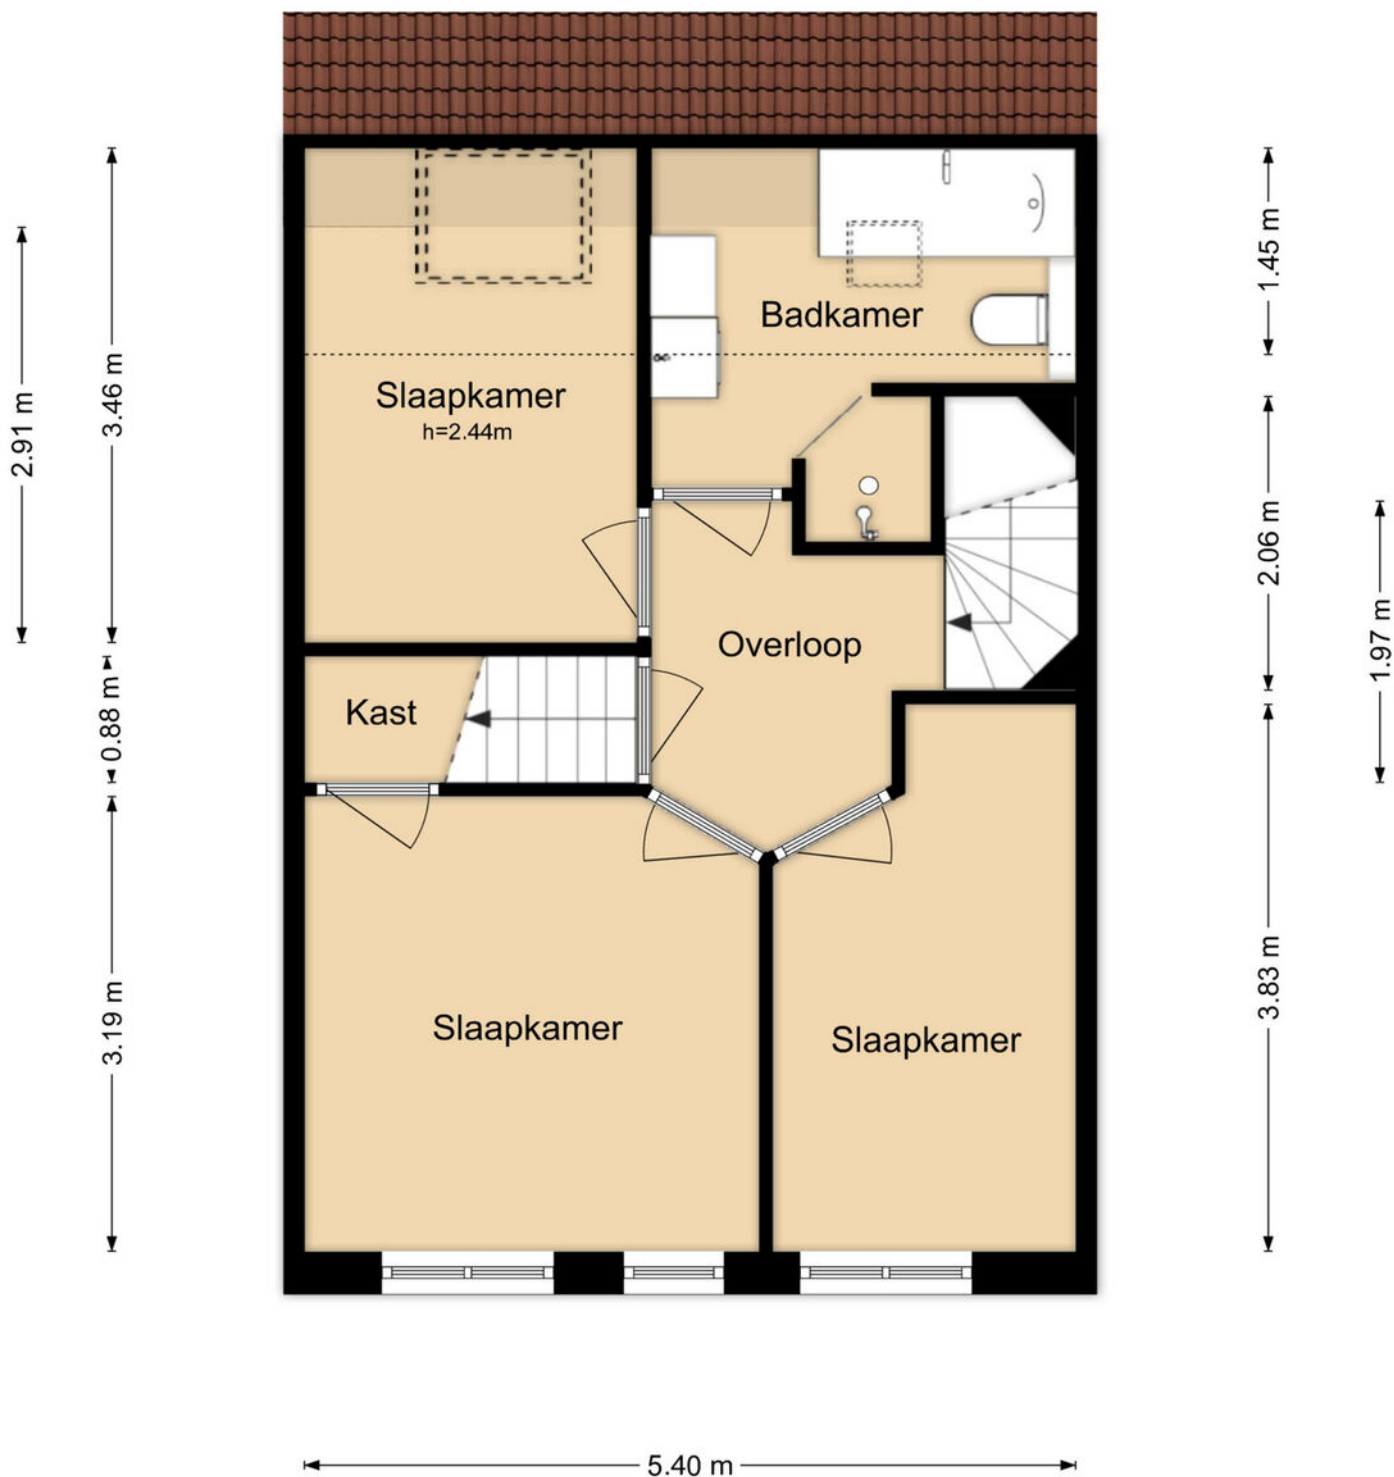 1.45 m
Badkamer
3.46 m
2.91 m
Slaapkamer
h=2.44m
2.06 m
1.97 m
Overloop
0.88 m
Kast
3.19 m
3.83 m
Slaapkamer
Slaapkamer
5.40 m